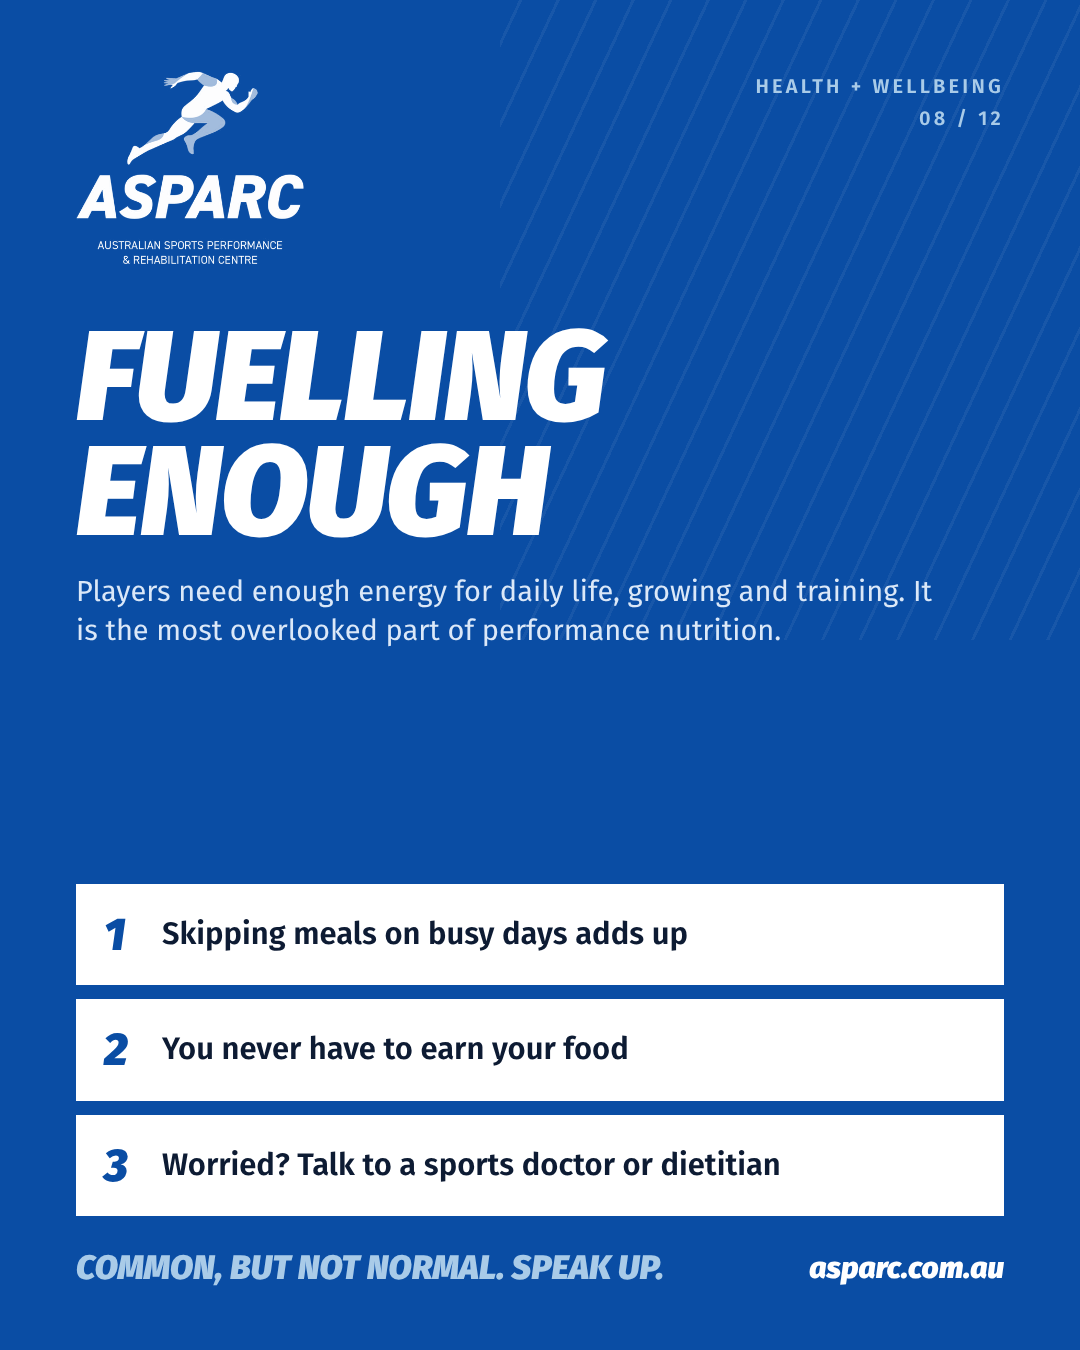 HEALTH + WELLBEING
08 / 12
ASPARC
AUSTRALIAN SPORTS PERFORMANCE
& REHABILITATION CENTRE
FUELLING
ENOUGH
Players need enough energy for daily life, growing and training. It
is the most overlooked part of performance nutrition.
1 Skipping meals on busy days adds up
2 You never have to earn your food
3 Worried? Talk to a sports doctor or dietitian
COMMON, BUT NOT NORMAL. SPEAK UP.
asparc.com.au